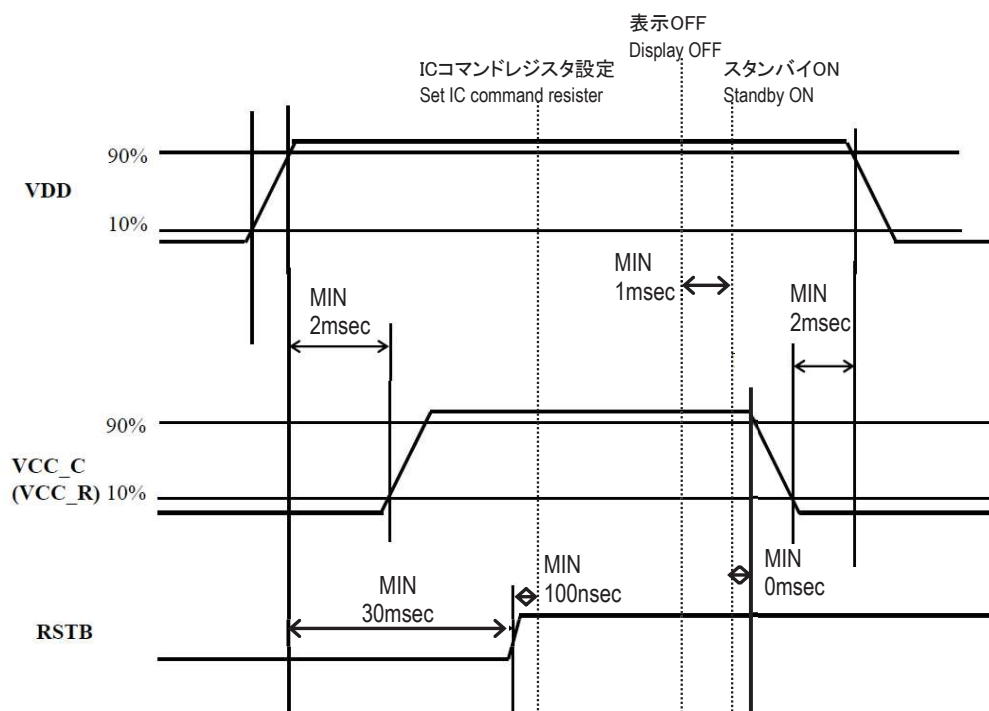 表示OFF
Display OFF
ICコマンドレジスタ設定
Set IC command resister
スタンバイON
Standby ON
90%
VDD
10%
MIN
2msec
MIN
1msec
MIN
2msec
90%
VCC_C
(VCC_R)
10%
MIN
30msec
MIN
100nsec
MIN
0msec
RSTB